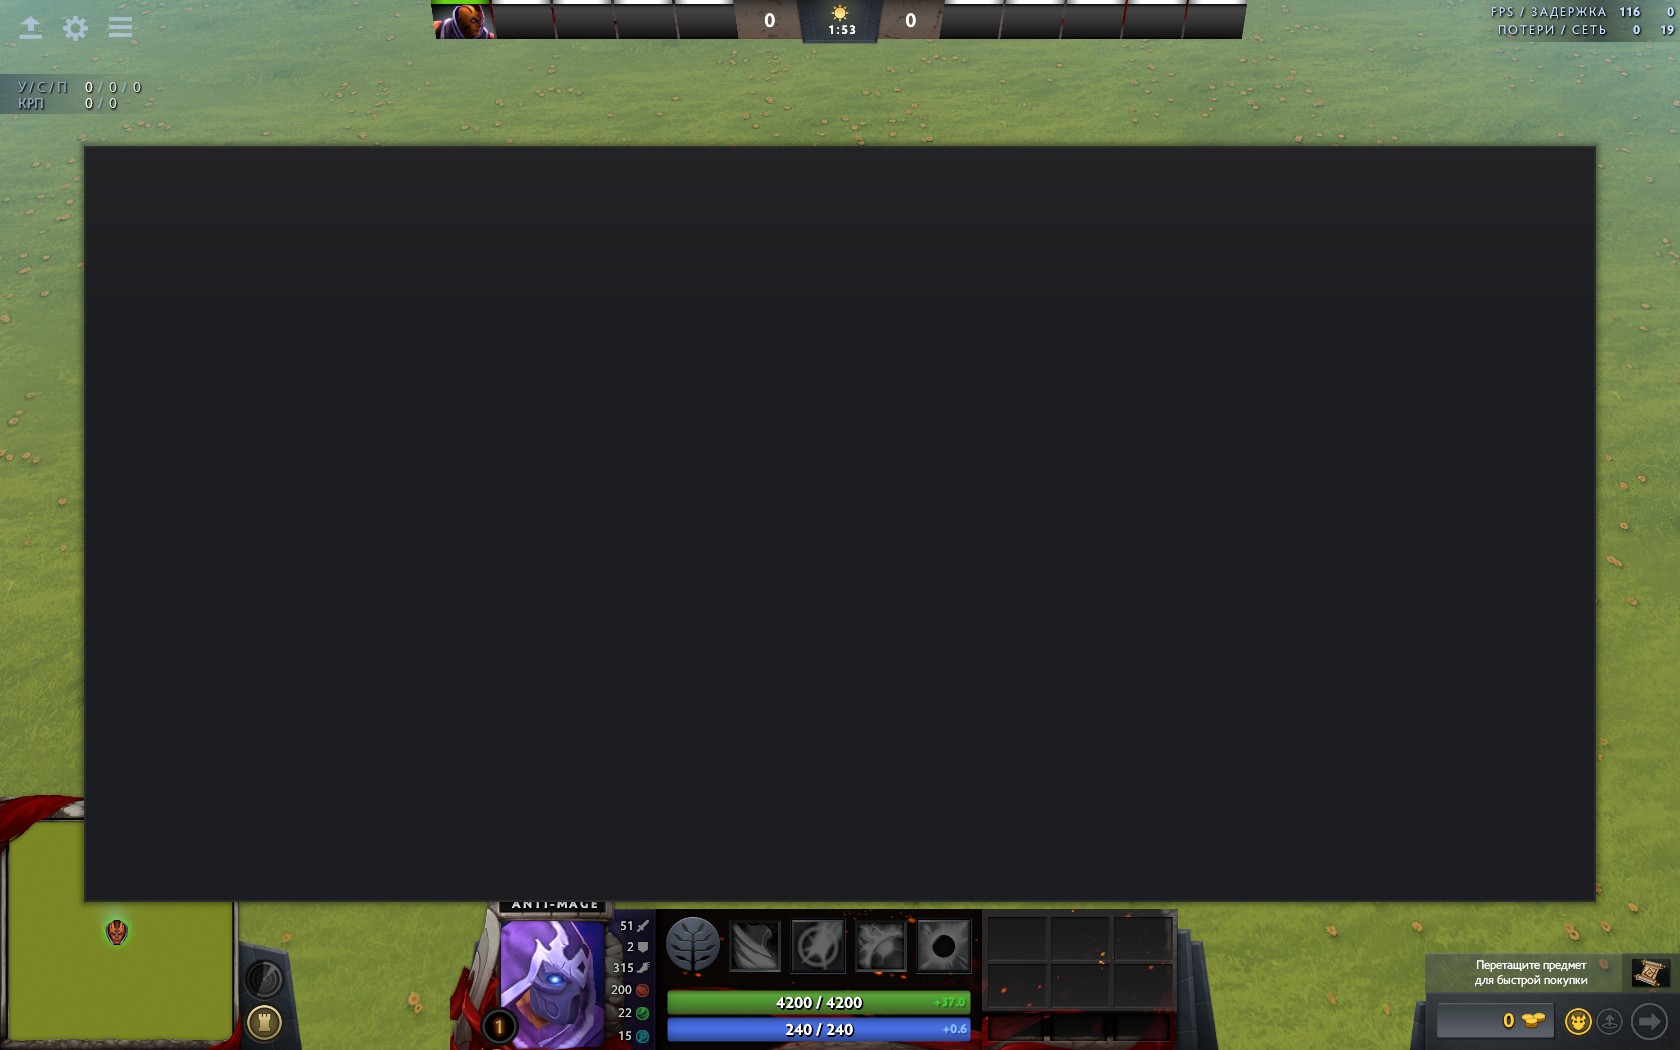 0
1:53
0
FPS / ЗАДЕРЖКА 116 0
ПОТЕРИ / СЕТЬ 0 19
У/С/П 0 / 0 / 0
КРП 0 / 0
ANTI-MAGE
51
2
315
200
22
15
1
4200 / 4200 +37.0
240 / 240 +0.6
Перетащите предмет
для быстрой покупки
0